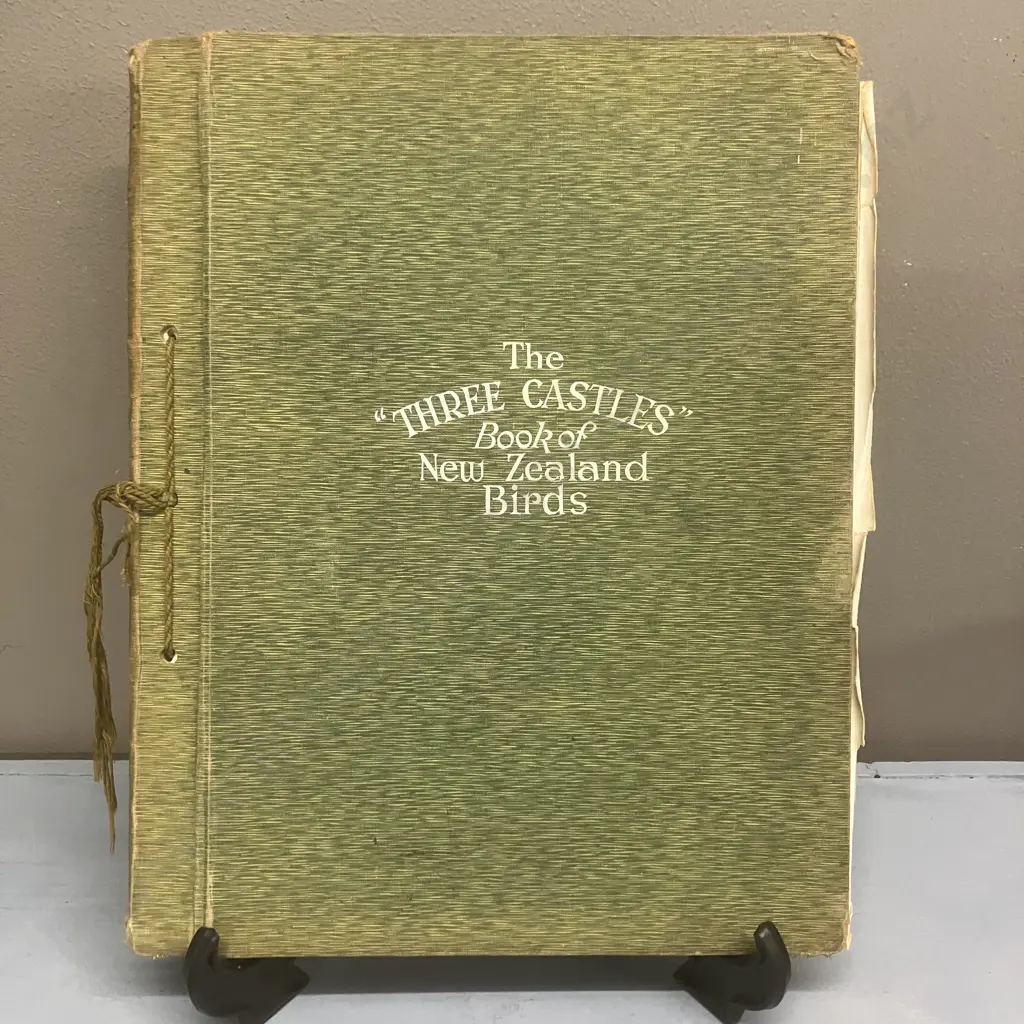 The
"THREE CASTLES"
Book of
New Zealand
Birds